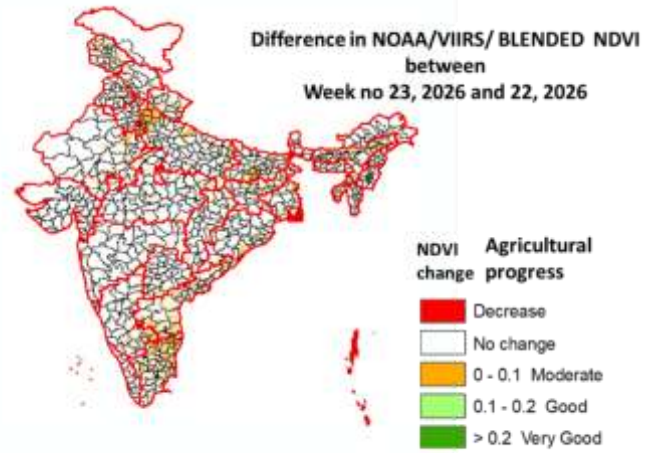 Difference in NOAA/VIIRS/ BLENDED NDVI
between
Week no 23, 2026 and 22, 2026
NDVI change
Agricultural progress
Decrease
No change
0 - 0.1 Moderate
0.1 - 0.2 Good
> 0.2 Very Good